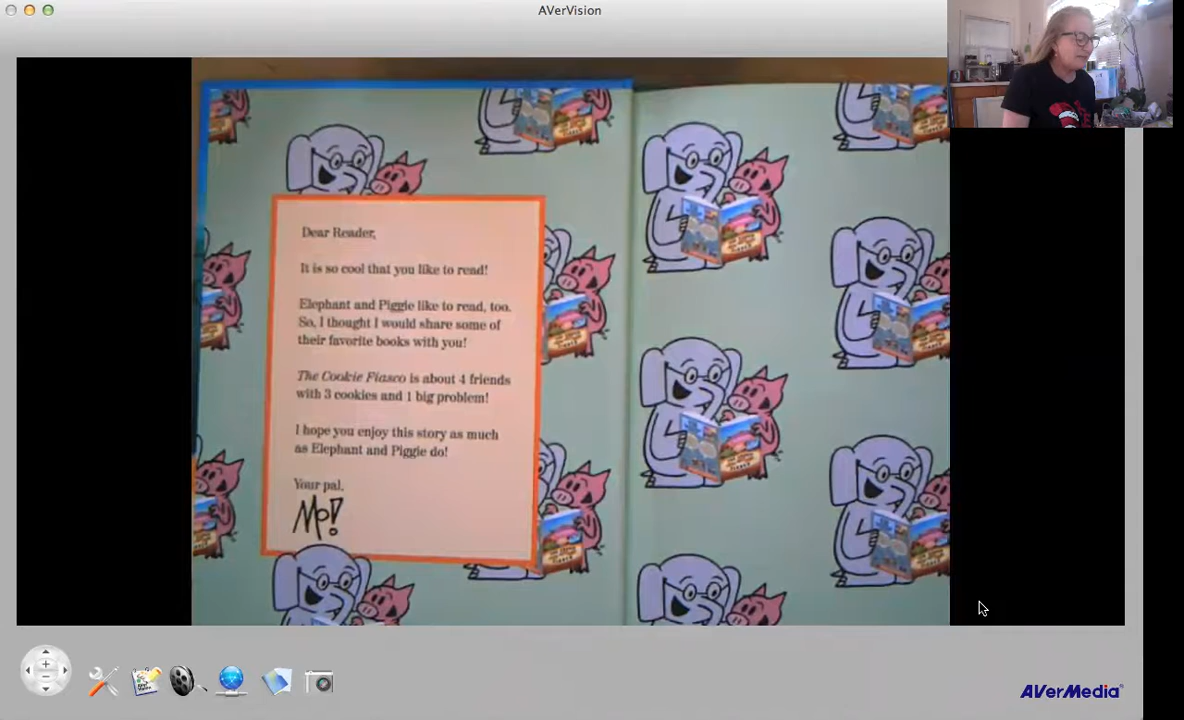 AVerVision
Dear Reader,
It is so cool that you like to read!
Elephant and Piggie like to read, too.
So, I thought I would share some of
their favorite books with you!
The Cookie Fiasco is about 4 friends
with 3 cookies and 1 big problem!
I hope you enjoy this story as much
as Elephant and Piggie do!
Your pal,
Mo!
AVerMedia®